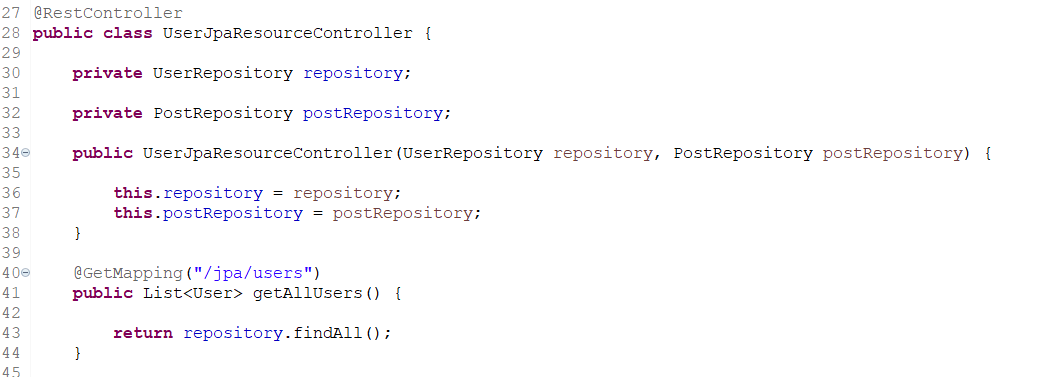 27 @RestController
28 public class UserJpaResourceController {
29
30     private UserRepository repository;
31
32     private PostRepository postRepository;
33
34     public UserJpaResourceController(UserRepository repository, PostRepository postRepository) {
35
36         this.repository = repository;
37         this.postRepository = postRepository;
38     }
39
40     @GetMapping("/jpa/users")
41     public List<User> getAllUsers() {
42
43         return repository.findAll();
44     }
45